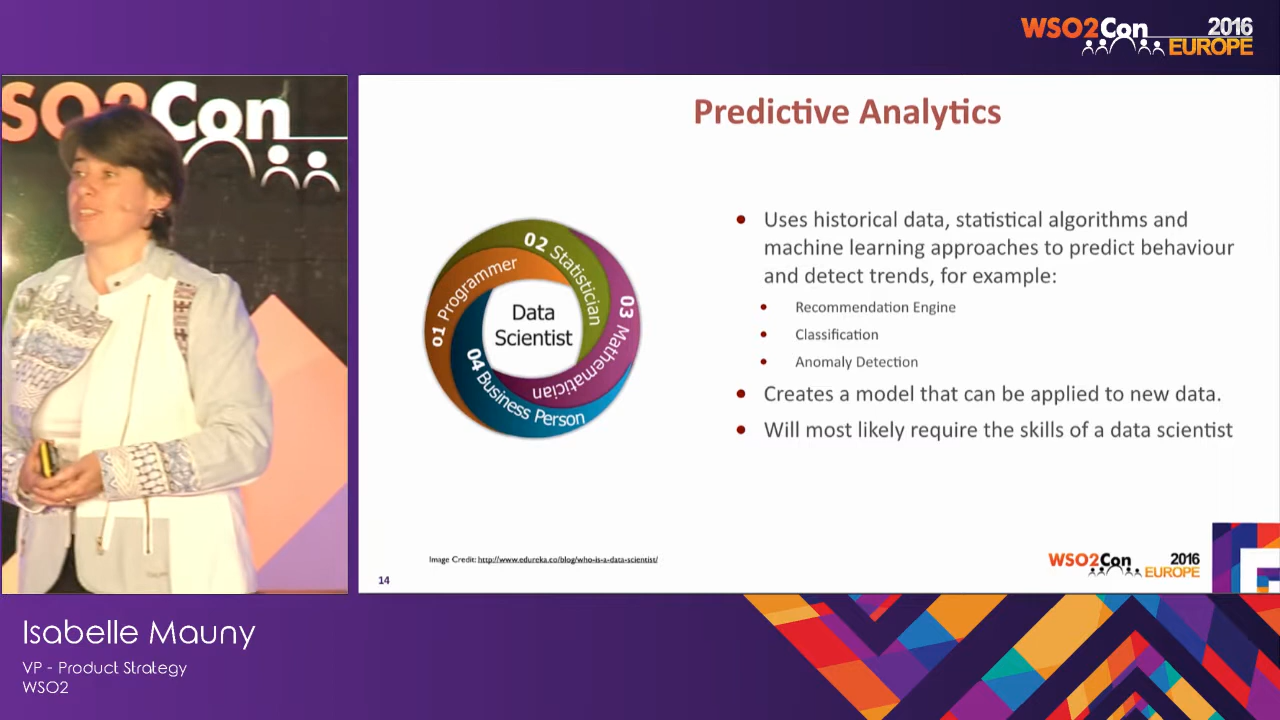 WSO2Con 2016
EUROPE
SO2Con
Predictive Analytics
01 Programmer
02 Statistician
03 Mathematician
04 Business Person
Data
Scientist
• Uses historical data, statistical algorithms and
machine learning approaches to predict behaviour
and detect trends, for example:
• Recommendation Engine
• Classification
• Anomaly Detection
• Creates a model that can be applied to new data.
• Will most likely require the skills of a data scientist
Image Credit: http://www.edureka.co/blog/who-is-a-data-scientist/
14
WSO2Con 2016
EUROPE
Isabelle Mauny
VP - Product Strategy
WSO2